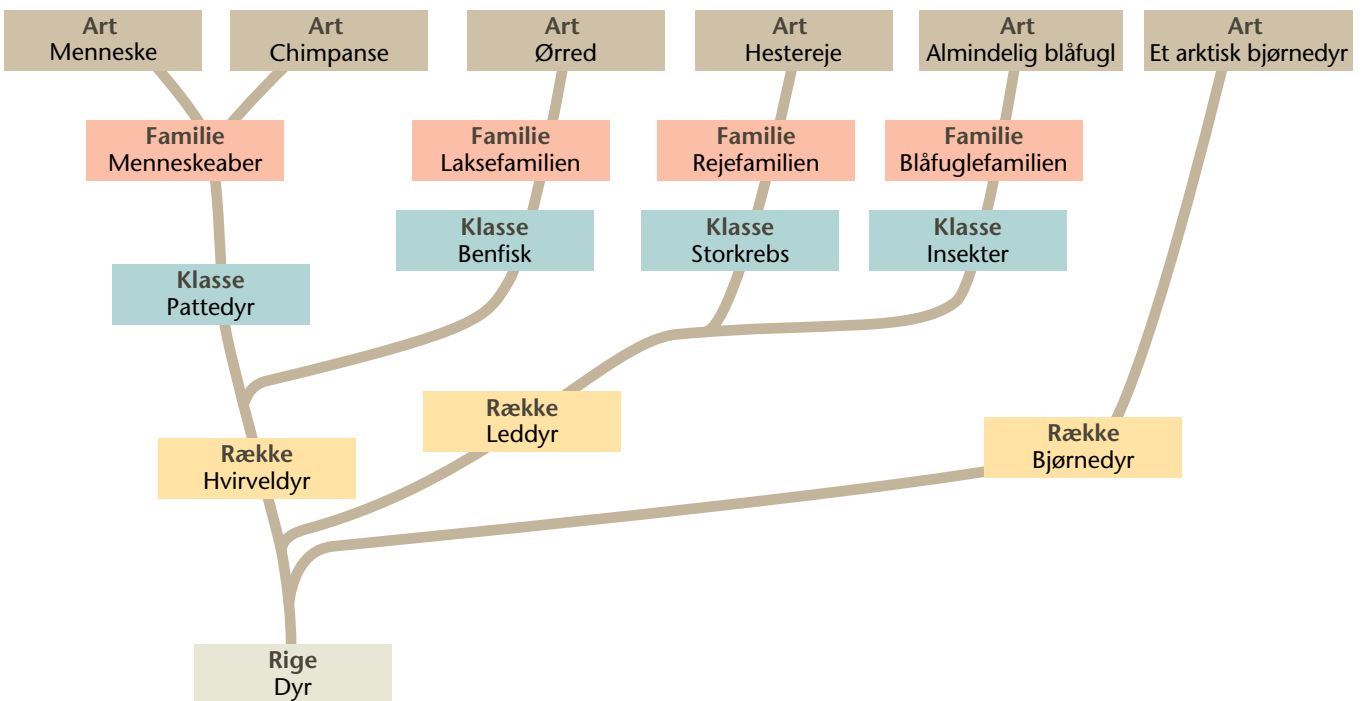 Art
Menneske
Art
Chimpanse
Art
Ørred
Art
Hestereje
Art
Almindelig blåfugl
Art
Et arktisk bjørnedyr
Familie
Menneskeaber
Familie
Laksefamilien
Familie
Rejefamilien
Familie
Blåfuglefamilien
Klasse
Benfisk
Klasse
Storkrebs
Klasse
Insekter
Klasse
Pattedyr
Række
Leddyr
Række
Bjørnedyr
Række
Hvirveldyr
Rige
Dyr